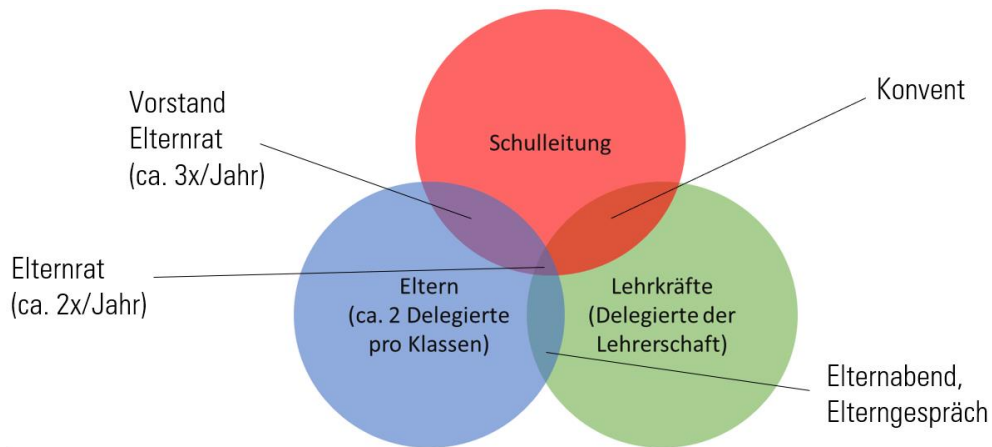 Vorstand
Elternrat
(ca. 3x/Jahr)
Konvent
Schulleitung
Elternrat
(ca. 2x/Jahr)
Eltern
(ca. 2 Delegierte
pro Klassen)
Lehrkräfte
(Delegierte der
Lehrerschaft)
Elternabend,
Elterngespräch